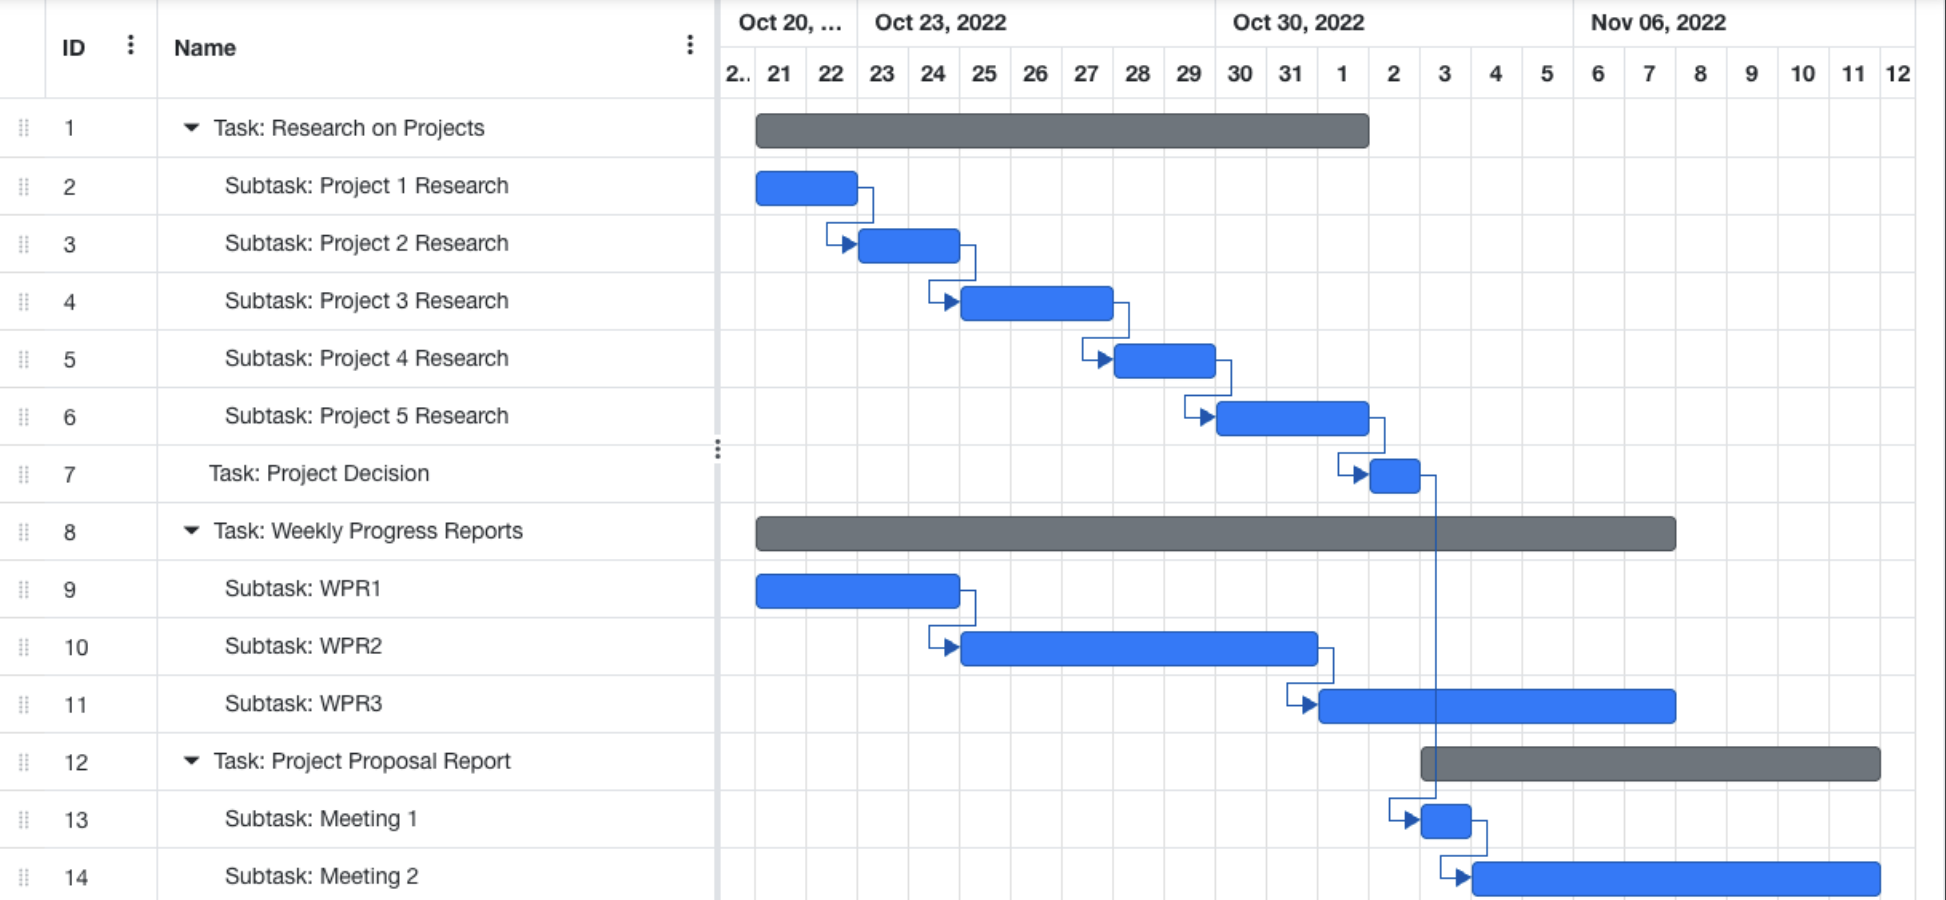 ID Name Oct 20, ... Oct 23, 2022 Oct 30, 2022 Nov 06, 2022
2.. 21 22 23 24 25 26 27 28 29 30 31 1 2 3 4 5 6 7 8 9 10 11 12
1 Task: Research on Projects
2 Subtask: Project 1 Research
3 Subtask: Project 2 Research
4 Subtask: Project 3 Research
5 Subtask: Project 4 Research
6 Subtask: Project 5 Research
7 Task: Project Decision
8 Task: Weekly Progress Reports
9 Subtask: WPR1
10 Subtask: WPR2
11 Subtask: WPR3
12 Task: Project Proposal Report
13 Subtask: Meeting 1
14 Subtask: Meeting 2